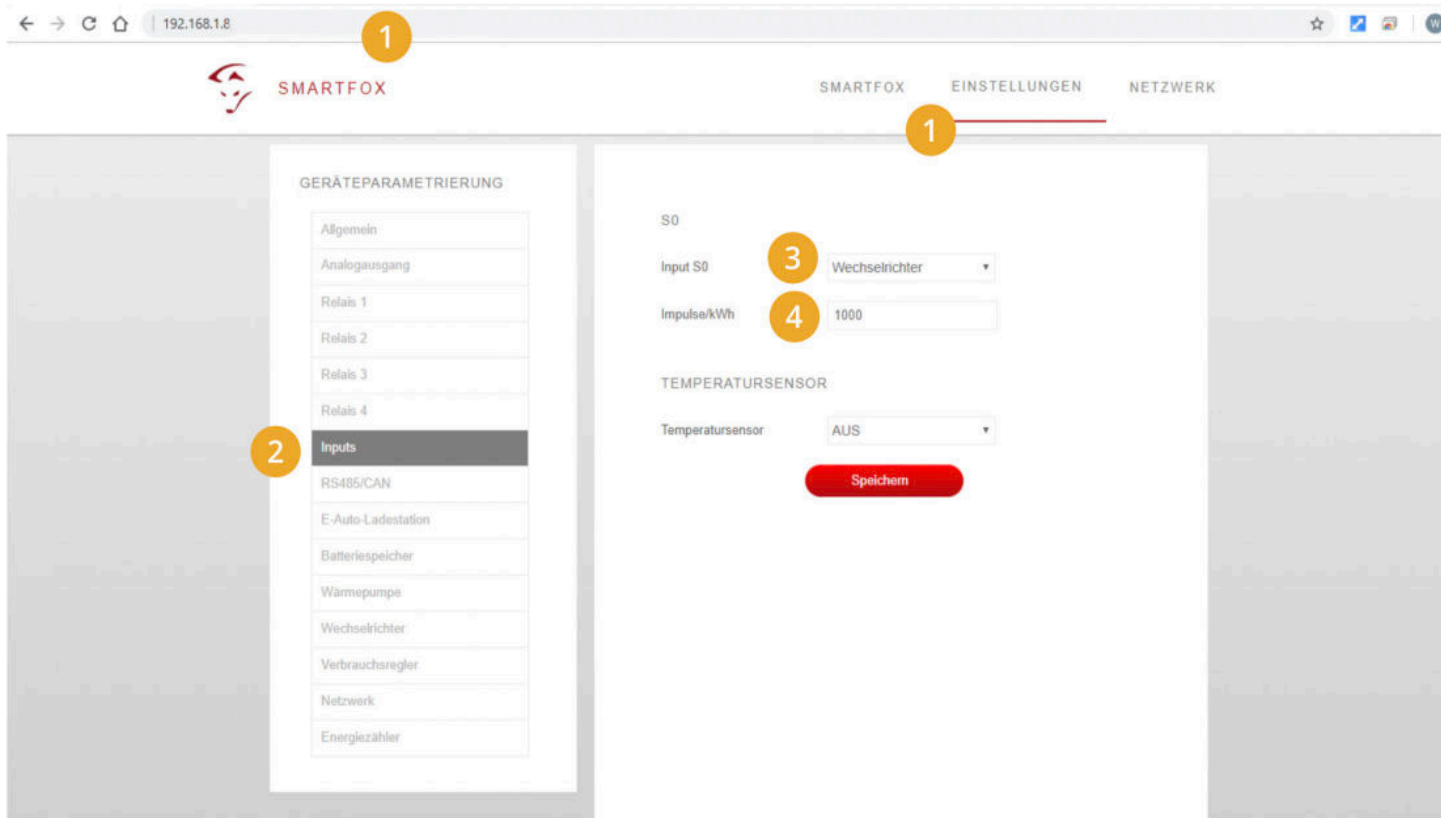 192.168.1.8
1
W
SMARTFOX
SMARTFOX EINSTELLUNGEN NETZWERK
1
GERÄTEPARAMETRIERUNG
Allgemein
Analogausgang
Relais 1
Relais 2
Relais 3
Relais 4
2
Inputs
RS485/CAN
E-Auto-Ladestation
Batteriespeicher
Wärmepumpe
Wechselrichter
Verbrauchsregler
Netzwerk
Energiezähler
S0
Input S0 3 Wechselrichter
Impulse/kWh 4 1000
TEMPERATURSENSOR
Temperatursensor AUS
Speichern